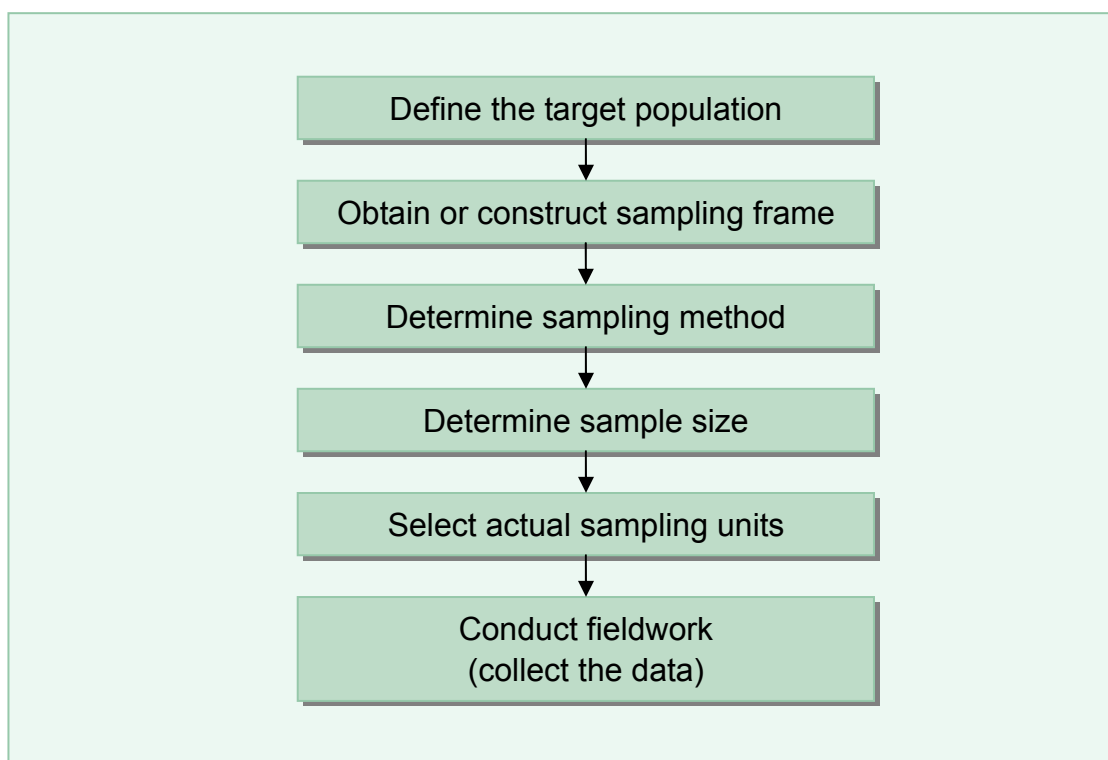 Define the target population
Obtain or construct sampling frame
Determine sampling method
Determine sample size
Select actual sampling units
Conduct fieldwork
(collect the data)